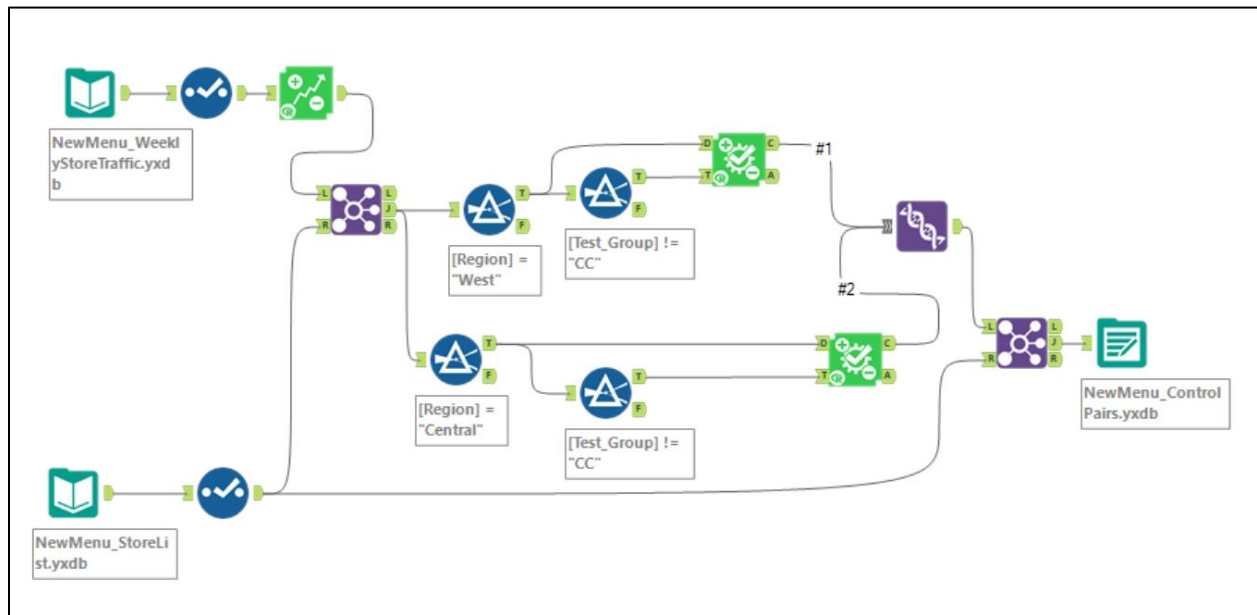 NewMenu_Weekl
yStoreTraffic.yxd
b
L
R
L
J
R
T
F
[Region] =
"West"
T
F
[Test_Group] !=
"CC"
D
T
C
A
#1
#2
T
F
[Region] =
"Central"
T
F
[Test_Group] !=
"CC"
D
T
C
A
L
R
L
J
R
NewMenu_Control
Pairs.yxdb
NewMenu_StoreLi
st.yxdb